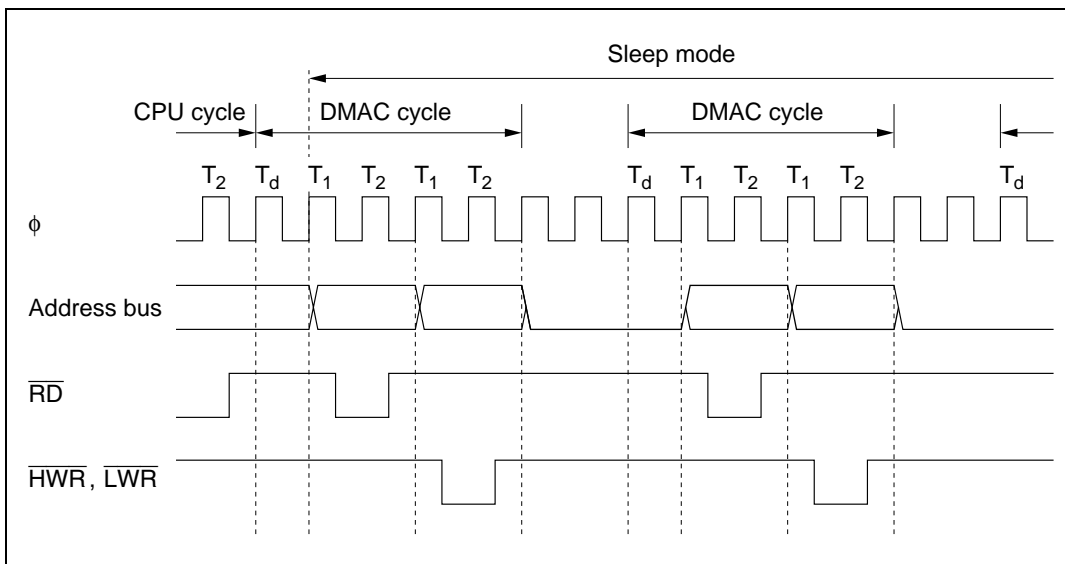 Sleep mode
CPU cycle DMAC cycle DMAC cycle
T2 Td T1 T2 T1 T2 Td T1 T2 T1 T2 Td
ϕ
Address bus
RD
HWR, LWR